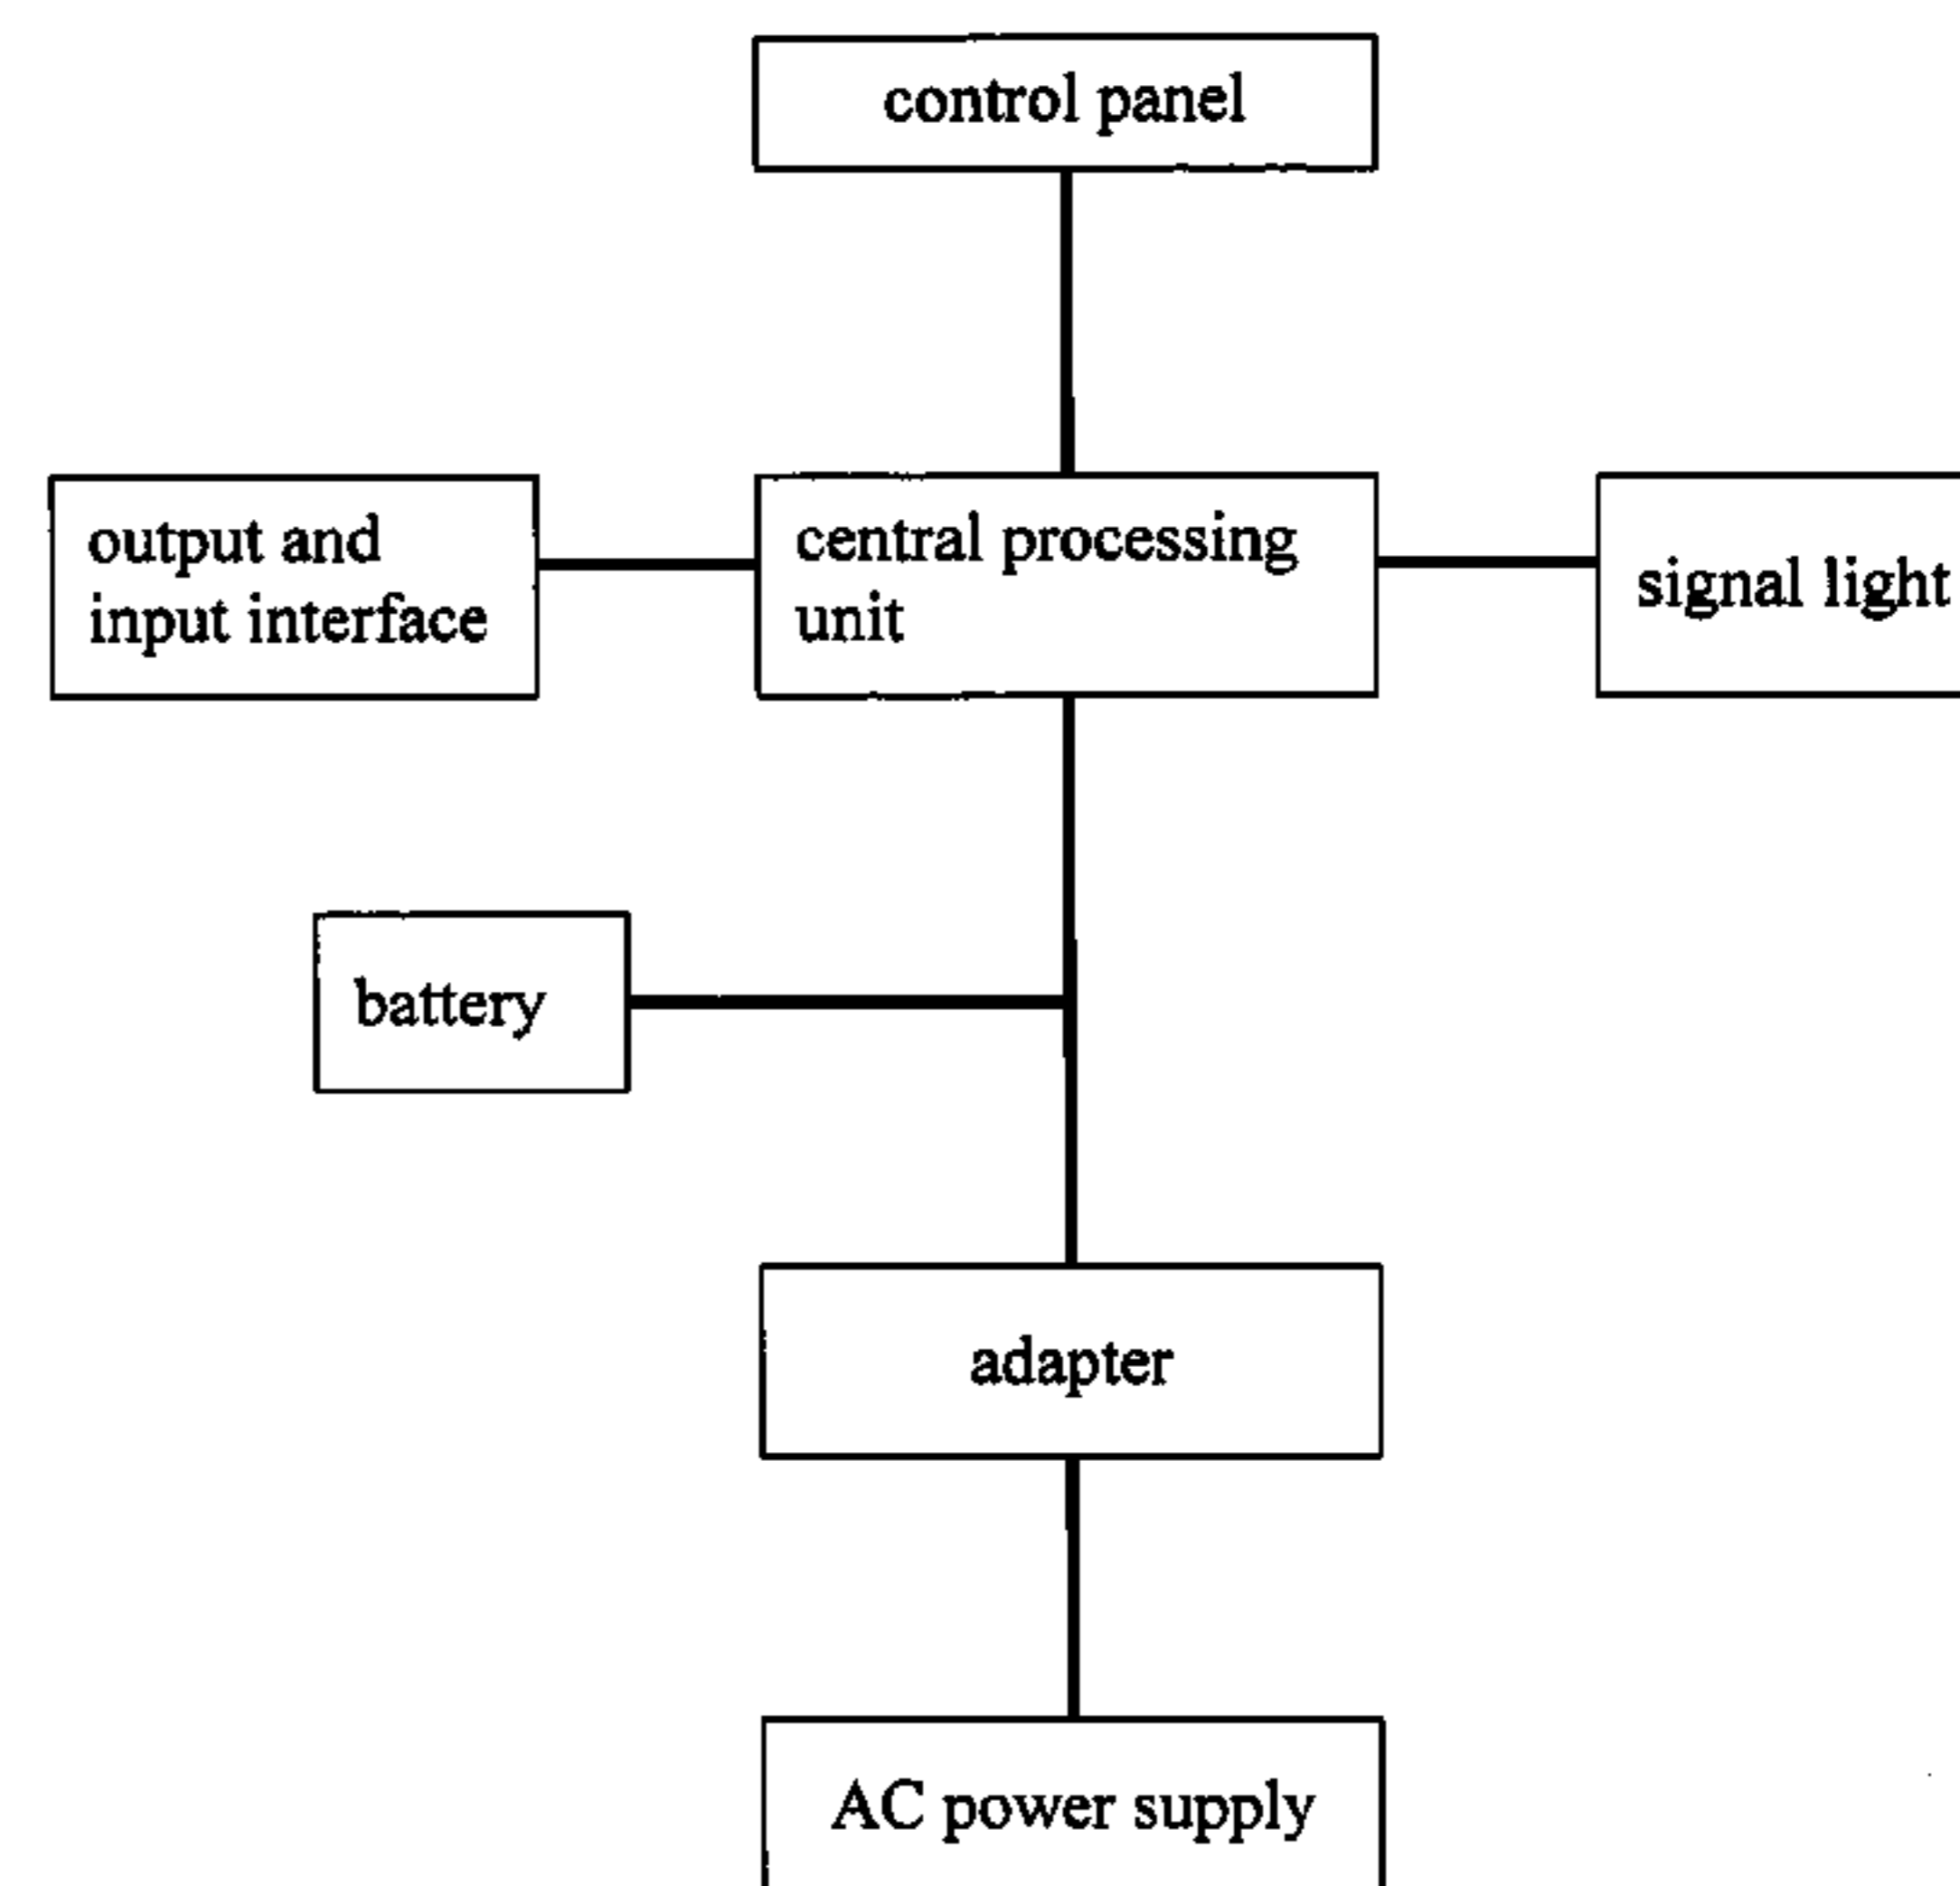 control panel
output and
input interface
central processing
unit
signal light
battery
adapter
AC power supply